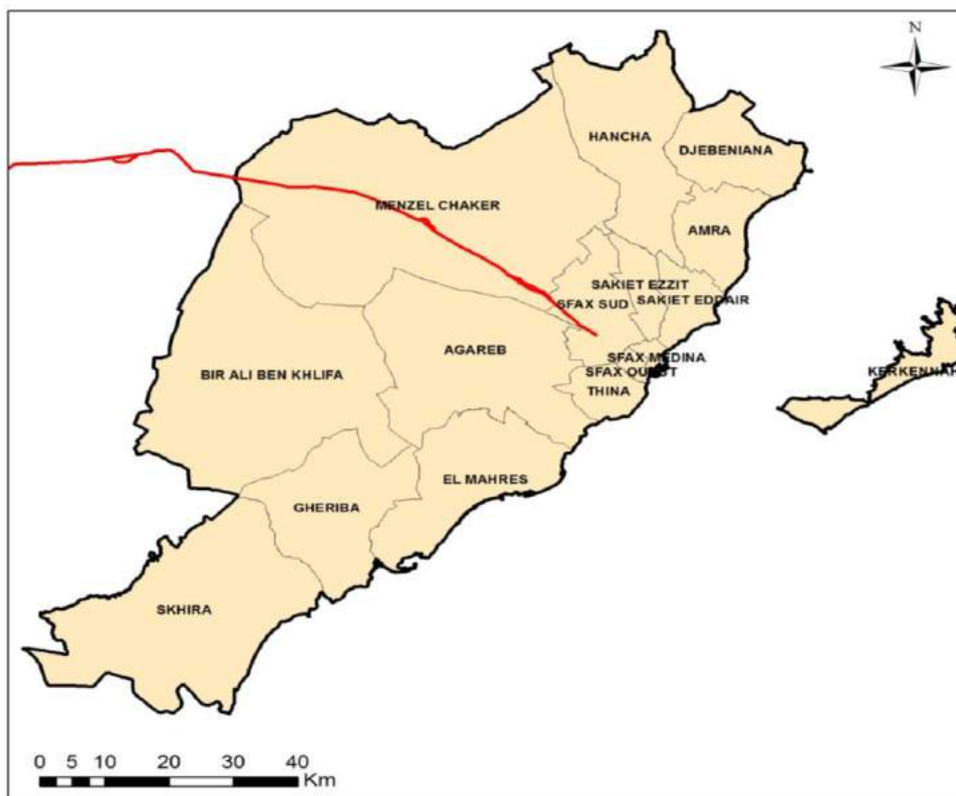 N
HANCHA
DJEBENIANA
MENZEL CHAKER
AMRA
SAKIET EZZIT
SAKIET EDDAIR
SFAX SUD
AGAREB
SFAX MEDINA
SFAX OUEST
KERKENNAH
BIR ALI BEN KHLIFA
THINA
EL MAHRES
GHERIBA
SKHIRA
0 5 10 20 30 40
Km